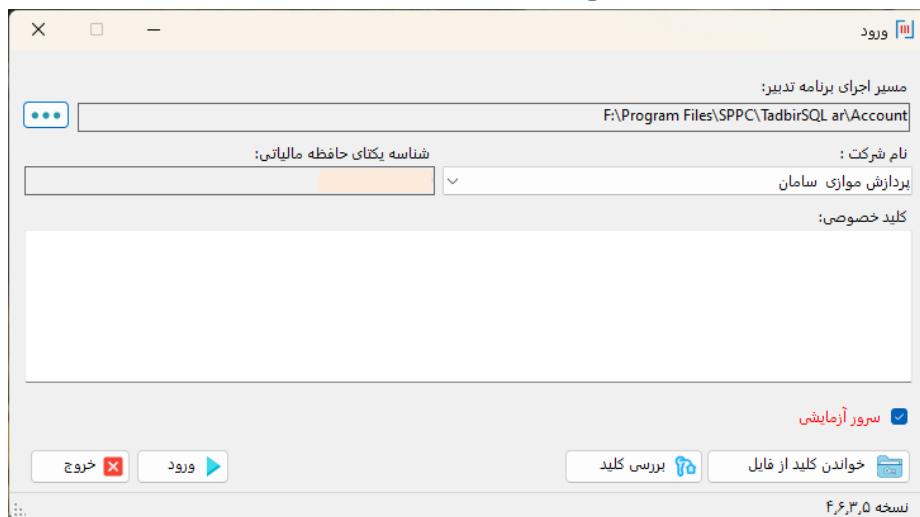 ورود
مسیر اجرای برنامه تدبیر:
F:\Program Files\SPPC\TadbirSQL ar\Account
نام شرکت :
شناسه یکتای حافظه مالیاتی:
پردازش موازی سامان
کلید خصوصی:
سرور آزمایشی
خواندن کلید از فایل
بررسی کلید
ورود
خروج
نسخه ۴,۶,۳,۵